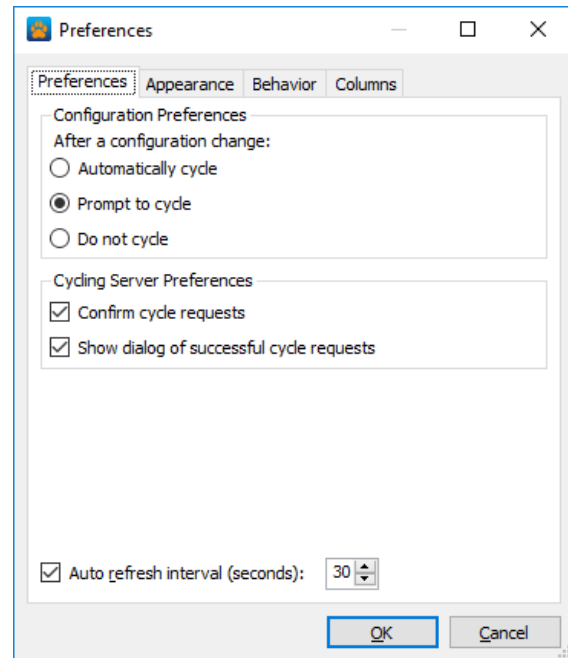 Preferences
Preferences Appearance Behavior Columns
Configuration Preferences
After a configuration change:
Automatically cycle
Prompt to cycle
Do not cycle
Cycling Server Preferences
Confirm cycle requests
Show dialog of successful cycle requests
Auto refresh interval (seconds): 30
OK Cancel